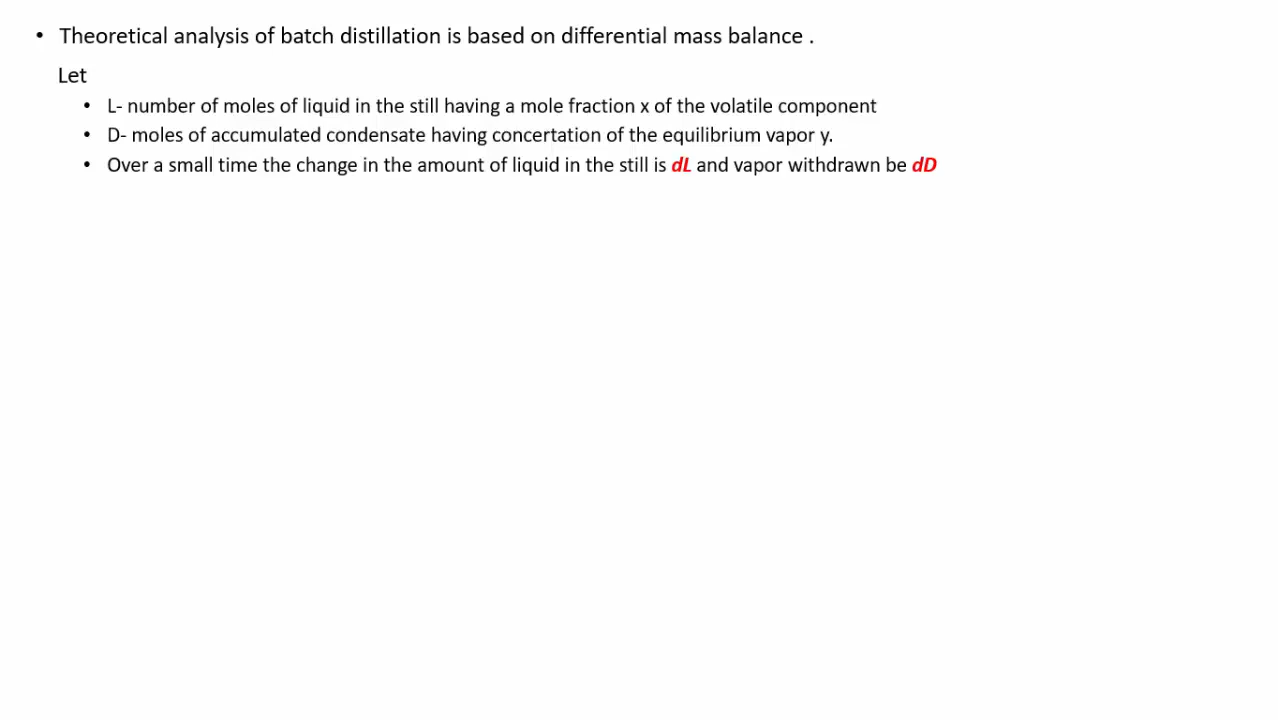 • Theoretical analysis of batch distillation is based on differential mass balance .
Let
• L- number of moles of liquid in the still having a mole fraction x of the volatile component
• D- moles of accumulated condensate having concertation of the equilibrium vapor y.
• Over a small time the change in the amount of liquid in the still is dL and vapor withdrawn be dD